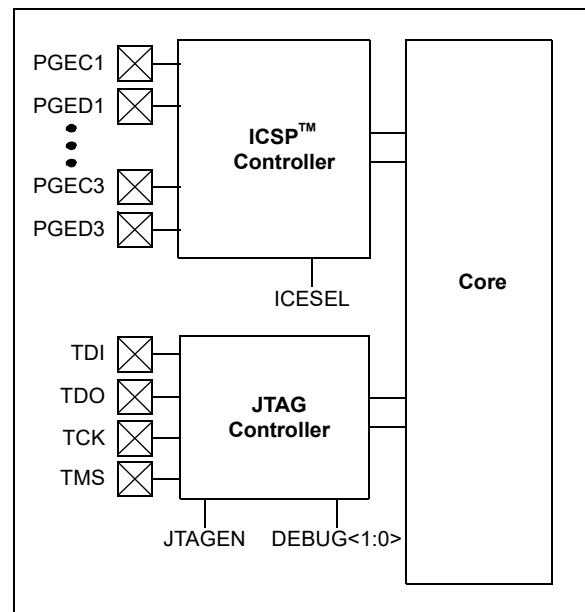 PGEC1
PGED1
PGEC3
PGED3
ICSP™
Controller
ICESEL
Core
TDI
TDO
TCK
TMS
JTAG
Controller
JTAGEN
DEBUG<1:0>